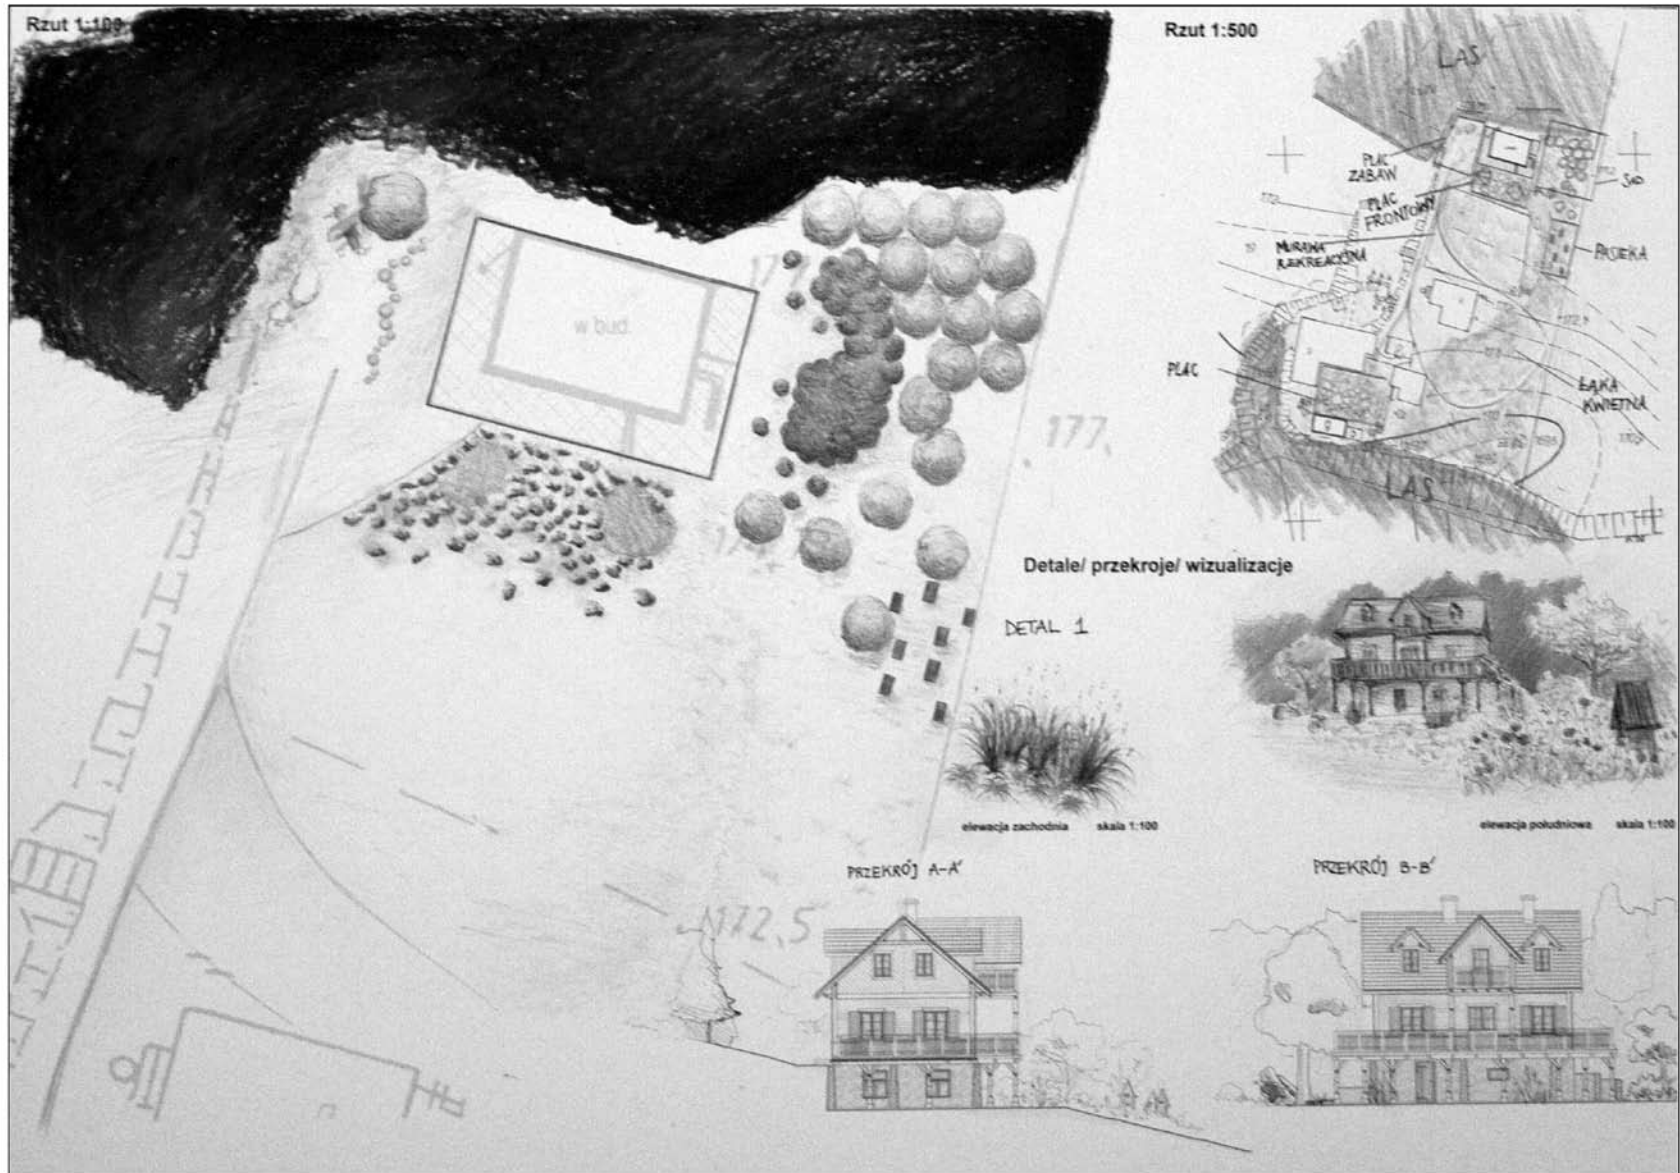 Rzut 1:100
w bud.
177,
172,5
Rzut 1:500
LAS
PLAC
ZABAW
PLAC
FRONTOWY
SAD
MURAWA
REKREACYJNA
PASIEKA
172,5
PLAC
ŁĄKA
KWIETNA
LAS
Detale/ przekroje/ wizualizacje
DETAL 1
elewacja zachodnia skala 1:100
elewacja południowa skala 1:100
PRZEKRÓJ A-A'
PRZEKRÓJ B-B'